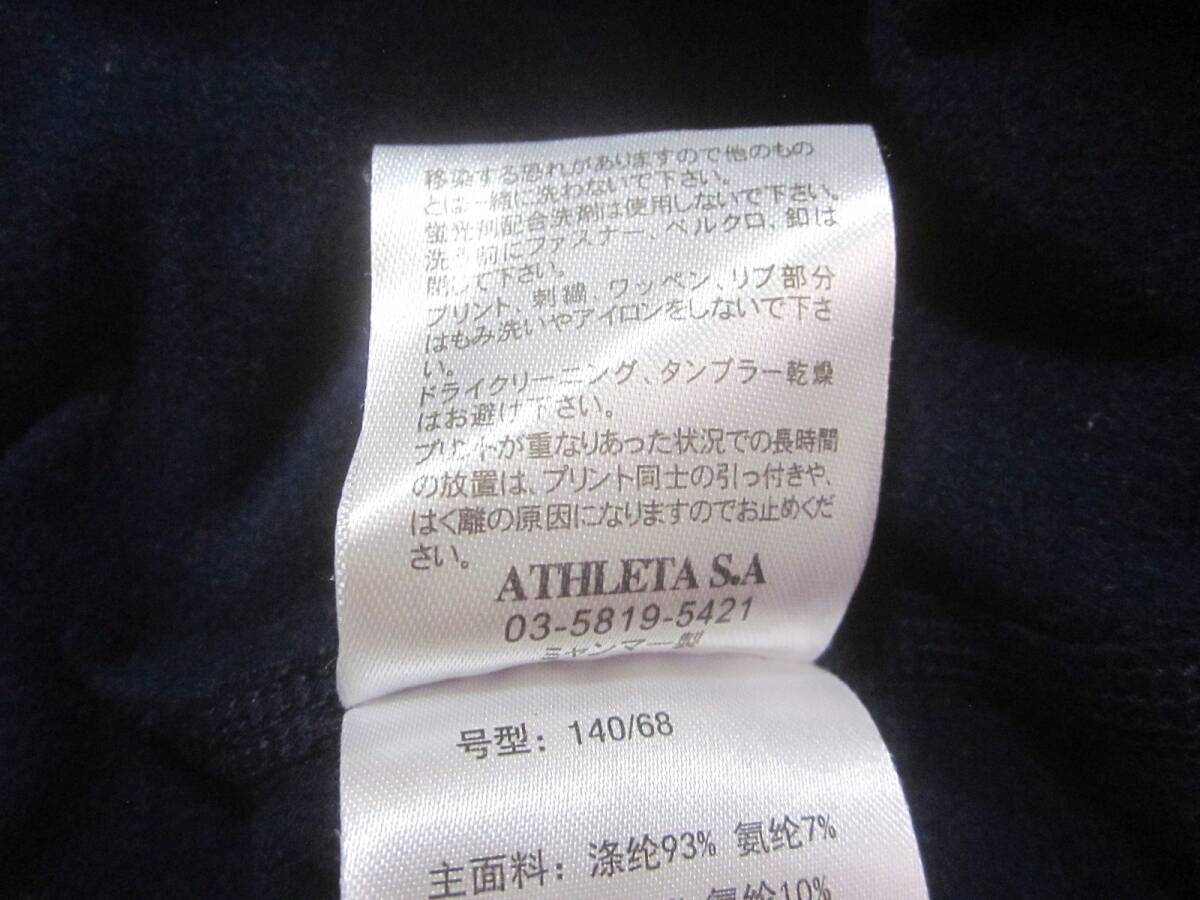 移染する恐れがありますので他のもの
とは一緒に洗わないで下さい。
蛍光剤配合洗剤は使用しないで下さい。
洗う前にファスナー、ベルクロ、釦は
閉じて下さい。
プリント、刺繍、ワッペン、リブ部分
はもみ洗いやアイロンをしないで下さ
い。
ドライクリーニング、タンブラー乾燥
はお避け下さい。
プリントが重なりあった状況での長時間
の放置は、プリント同士の引っ付きや、
はく離の原因になりますのでお止めくだ
さい。
ATHLETA S.A
03-5819-5421
ミャンマー製
号型：140/68
主面料：涤纶93% 氨纶7%
氨纶10%